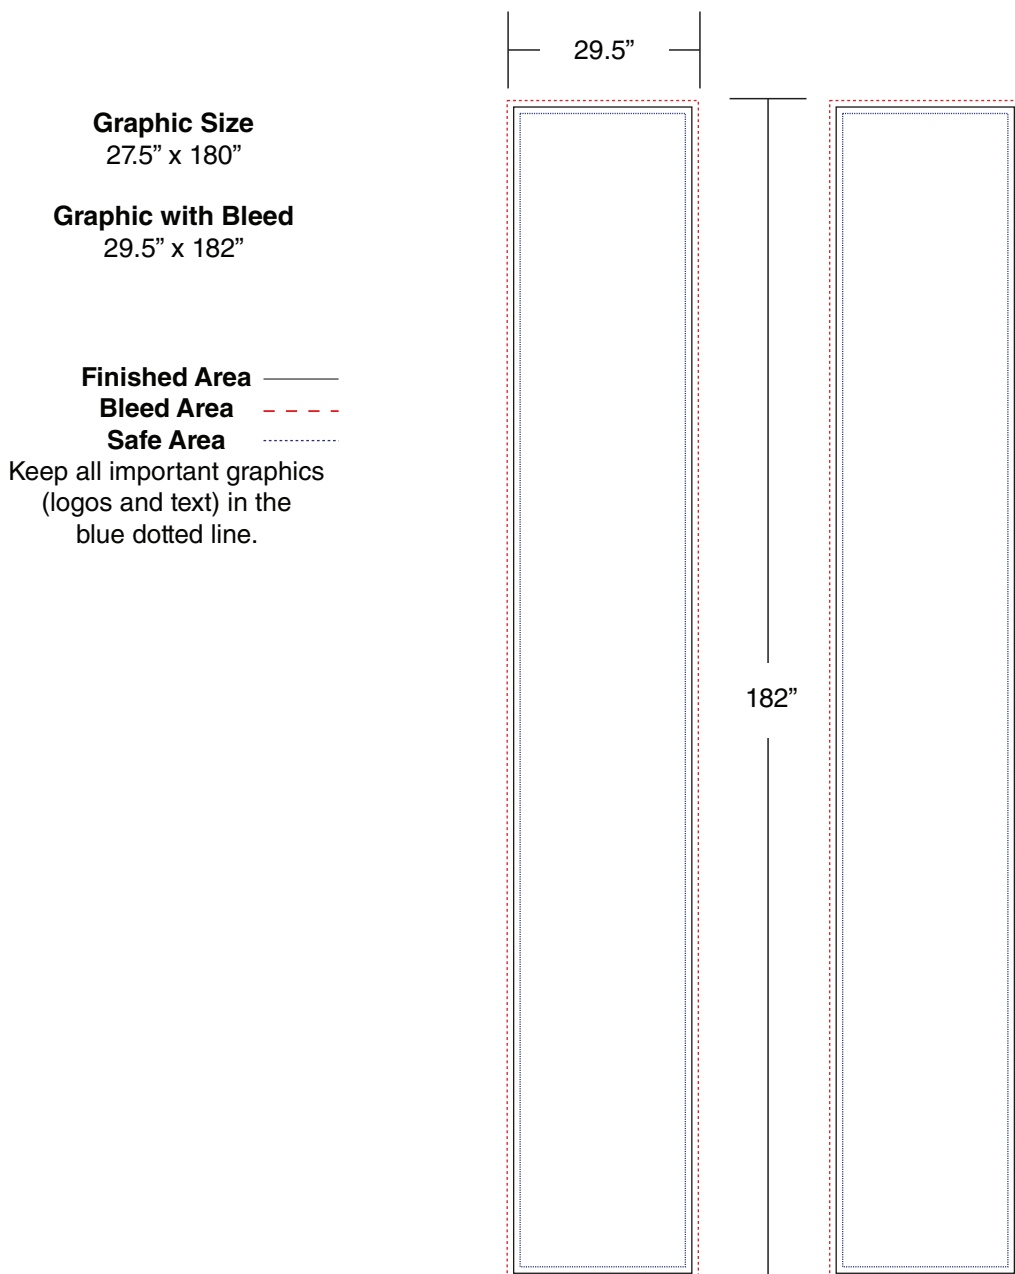 29.5”
Graphic Size
27.5” x 180”
Graphic with Bleed
29.5” x 182”
Finished Area
Bleed Area
Safe Area
Keep all important graphics
(logos and text) in the
blue dotted line.
182”